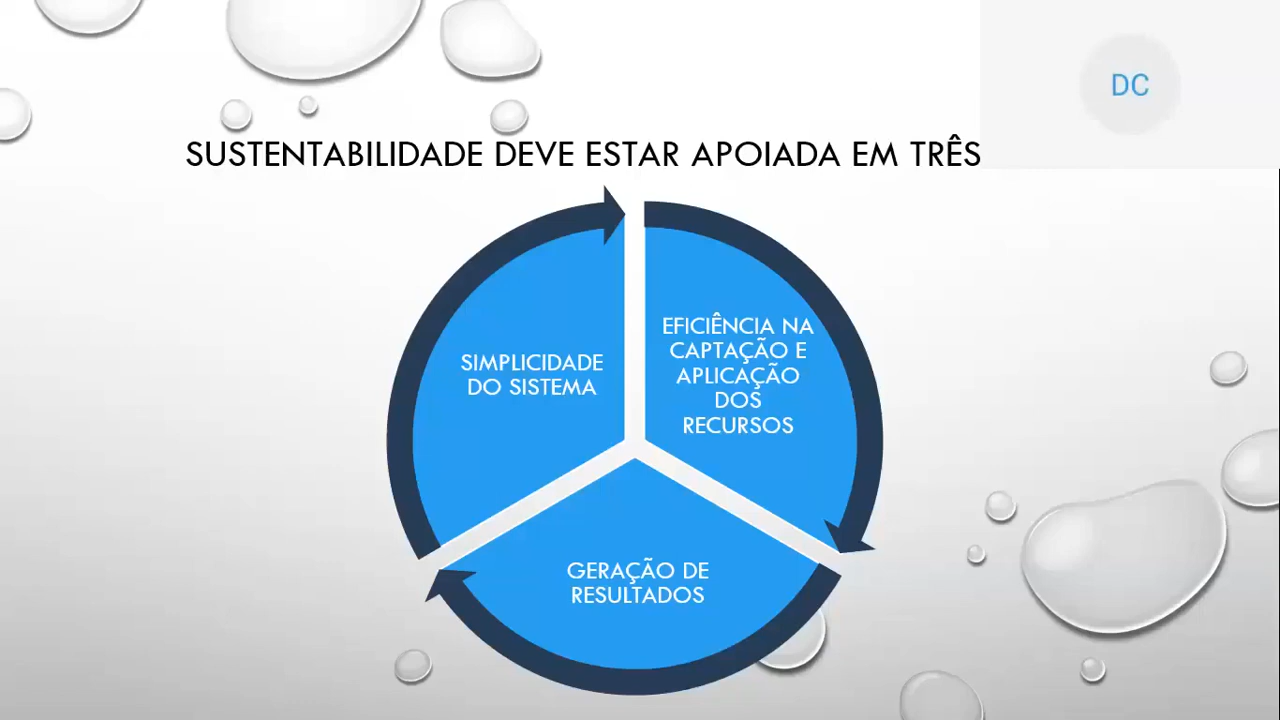 DC
SUSTENTABILIDADE DEVE ESTAR APOIADA EM TRÊS
EFICIÊNCIA NA
CAPTAÇÃO E
APLICAÇÃO
DOS
RECURSOS
SIMPLICIDADE
DO SISTEMA
GERAÇÃO DE
RESULTADOS